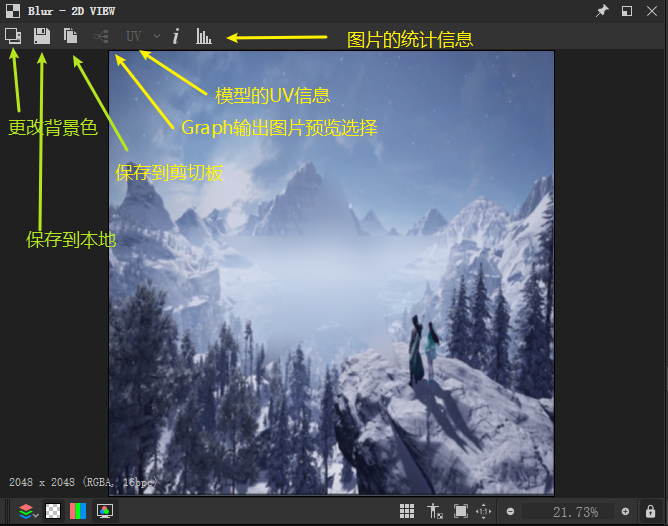 Blur - 2D VIEW
UV
图片的统计信息
模型的UV信息
Graph输出图片预览选择
更改背景色
保存到剪切板
保存到本地
2048 x 2048 (RGBA, 16bpc)
21.73%